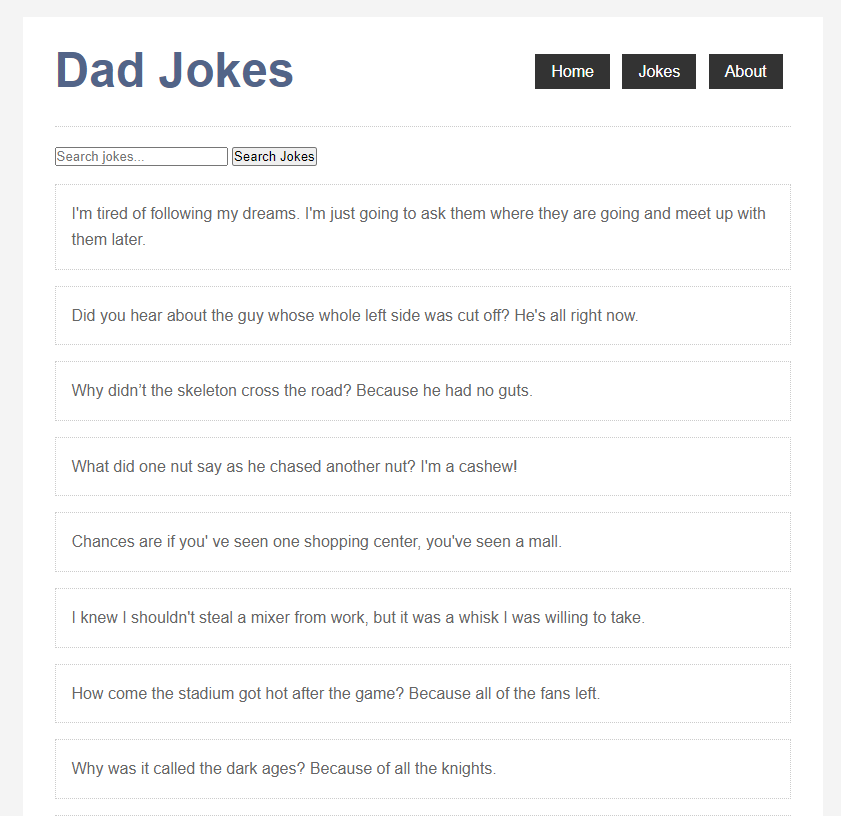 Dad Jokes
Home
Jokes
About
Search jokes...
Search Jokes
I'm tired of following my dreams. I'm just going to ask them where they are going and meet up with
them later.
Did you hear about the guy whose whole left side was cut off? He's all right now.
Why didn’t the skeleton cross the road? Because he had no guts.
What did one nut say as he chased another nut? I'm a cashew!
Chances are if you' ve seen one shopping center, you've seen a mall.
I knew I shouldn't steal a mixer from work, but it was a whisk I was willing to take.
How come the stadium got hot after the game? Because all of the fans left.
Why was it called the dark ages? Because of all the knights.